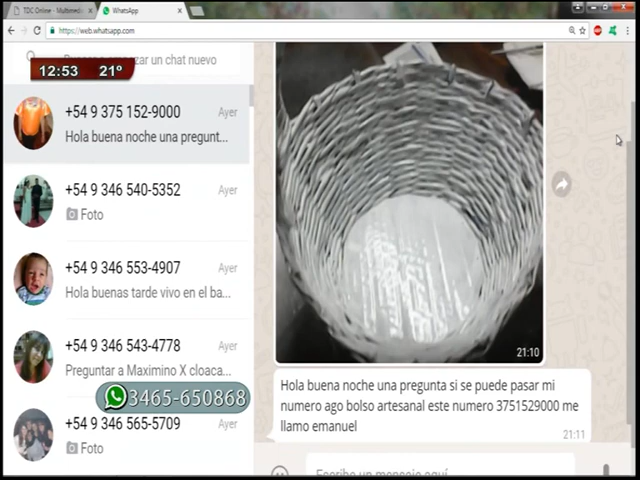 TDC Online - Multimedi
WhatsApp
https://web.whatsapp.com
un chat nuevo
12:53 21°
+54 9 375 152-9000
Ayer
Hola buena noche una pregunt...
+54 9 346 540-5352
Ayer
Foto
+54 9 346 553-4907
Ayer
Hola buenas tarde vivo en el ba...
+54 9 346 543-4778
Ayer
Preguntar a Maximino X cloaca...
3465-650868
+54 9 346 565-5709
Ayer
Foto
21:10
Hola buena noche una pregunta si se puede pasar mi
numero ago bolso artesanal este numero 3751529000 me
llamo emanuel
21:11
Escribe un mensaje aquí